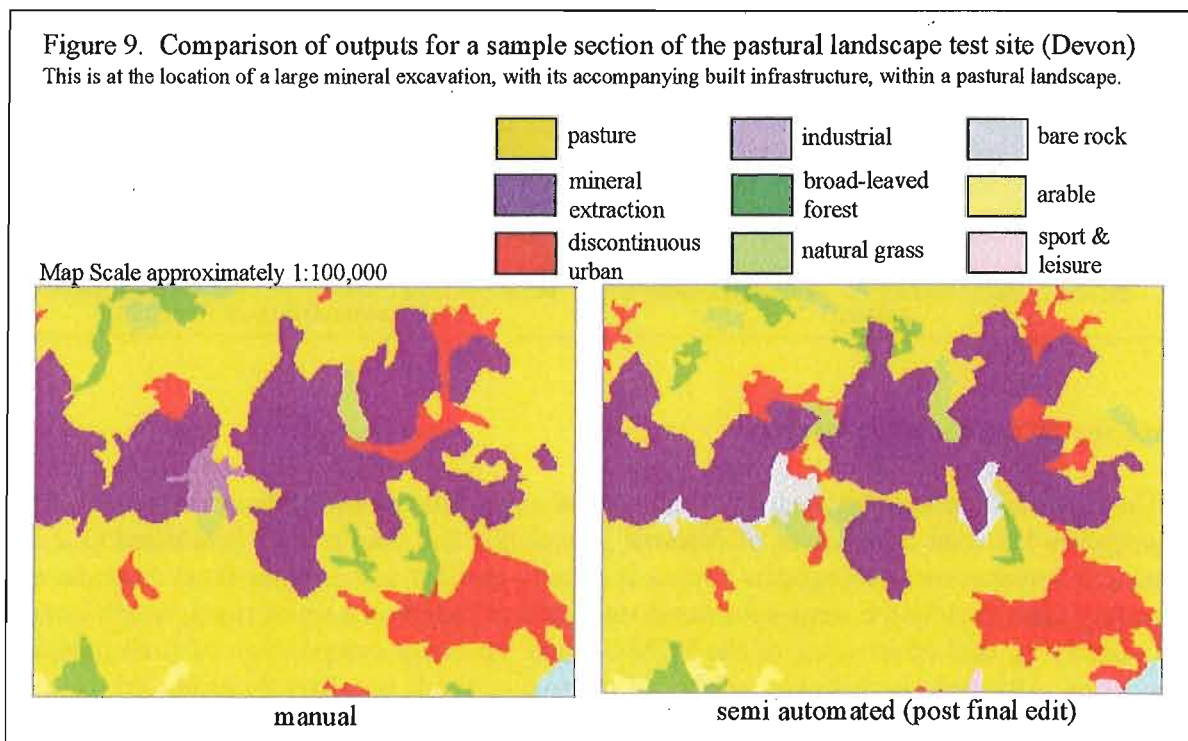 Figure 9. Comparison of outputs for a sample section of the pastural landscape test site (Devon)
This is at the location of a large mineral excavation, with its accompanying built infrastructure, within a pastural landscape.
pasture
industrial
bare rock
mineral
extraction
broad-leaved
forest
arable
discontinuous
urban
natural grass
sport &
leisure
Map Scale approximately 1:100,000
manual
semi automated (post final edit)